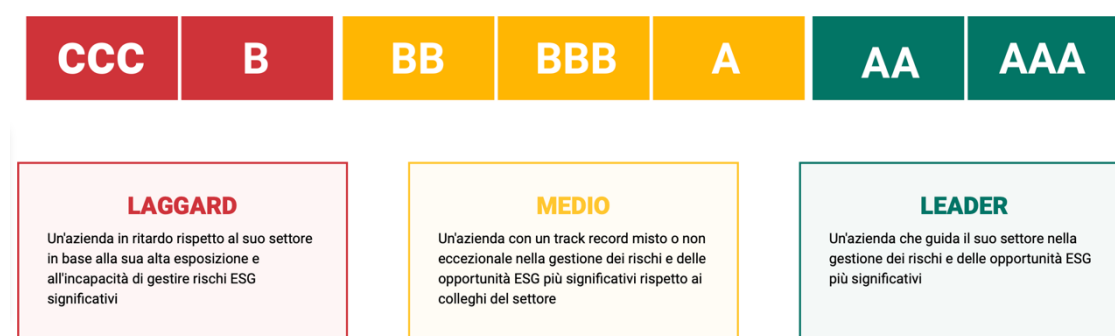 CCC B BB BBB A AA AAA
LAGGARD
Un'azienda in ritardo rispetto al suo settore
in base alla sua alta esposizione e
all'incapacità di gestire rischi ESG
significativi
MEDIO
Un'azienda con un track record misto o non
eccezionale nella gestione dei rischi e delle
opportunità ESG più significativi rispetto ai
colleghi del settore
LEADER
Un'azienda che guida il suo settore nella
gestione dei rischi e delle opportunità ESG
più significativi